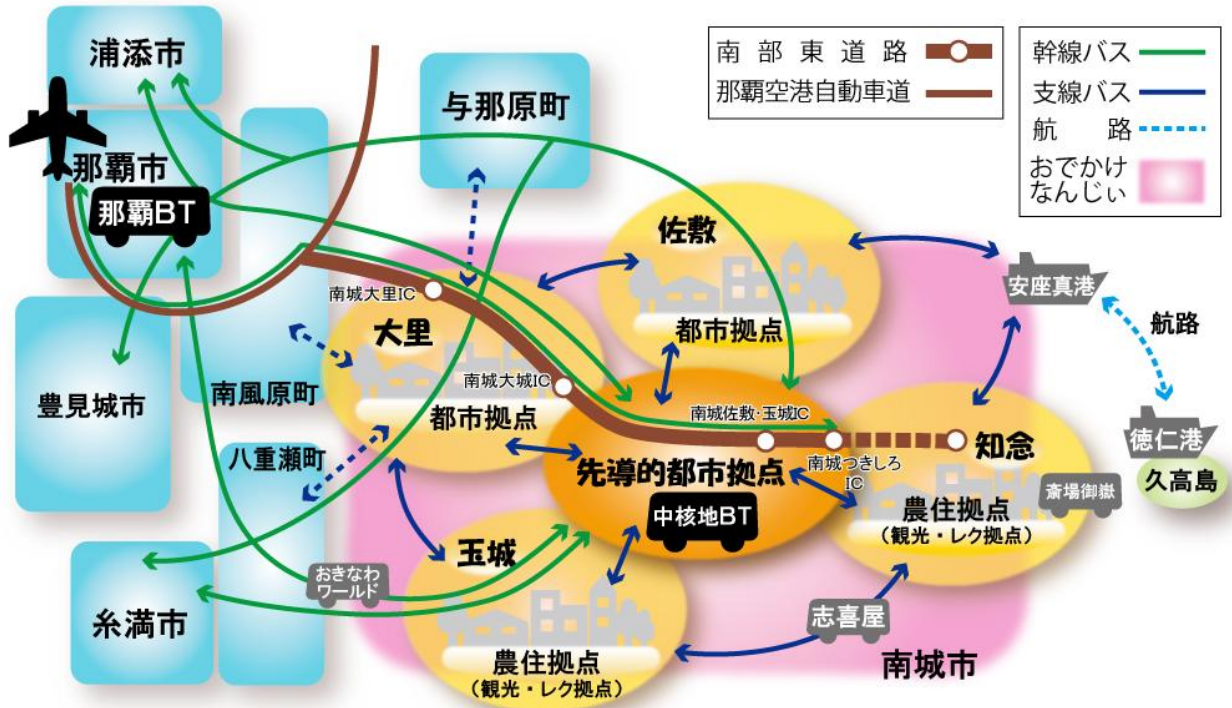 浦添市
那覇市
那覇BT
与那原町
南部東道路
那覇空港自動車道
幹線バス
支線バス
航路
おでかけ
なんじぃ
佐敷
都市拠点
安座真港
航路
南城大里IC
大里
都市拠点
南城大城IC
豊見城市
南風原町
八重瀬町
南城佐敷・玉城IC
南城つきしろ
IC
先導的都市拠点
中核地BT
知念
農住拠点
(観光・レク拠点)
斎場御嶽
徳仁港
久高島
糸満市
おきなわ
ワールド
玉城
農住拠点
(観光・レク拠点)
志喜屋
南城市